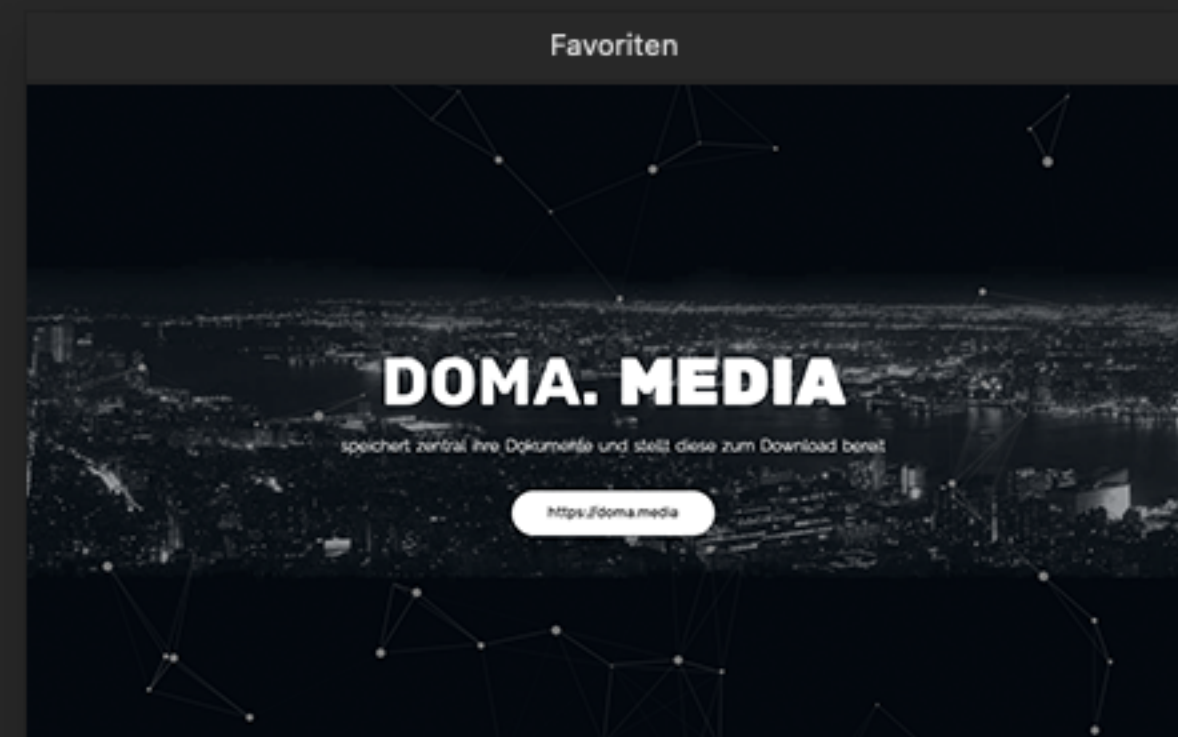 Favoriten
DOMA. MEDIA
speichert zentral ihre Dokumente und stellt diese zum Download bereit
https://doma.media